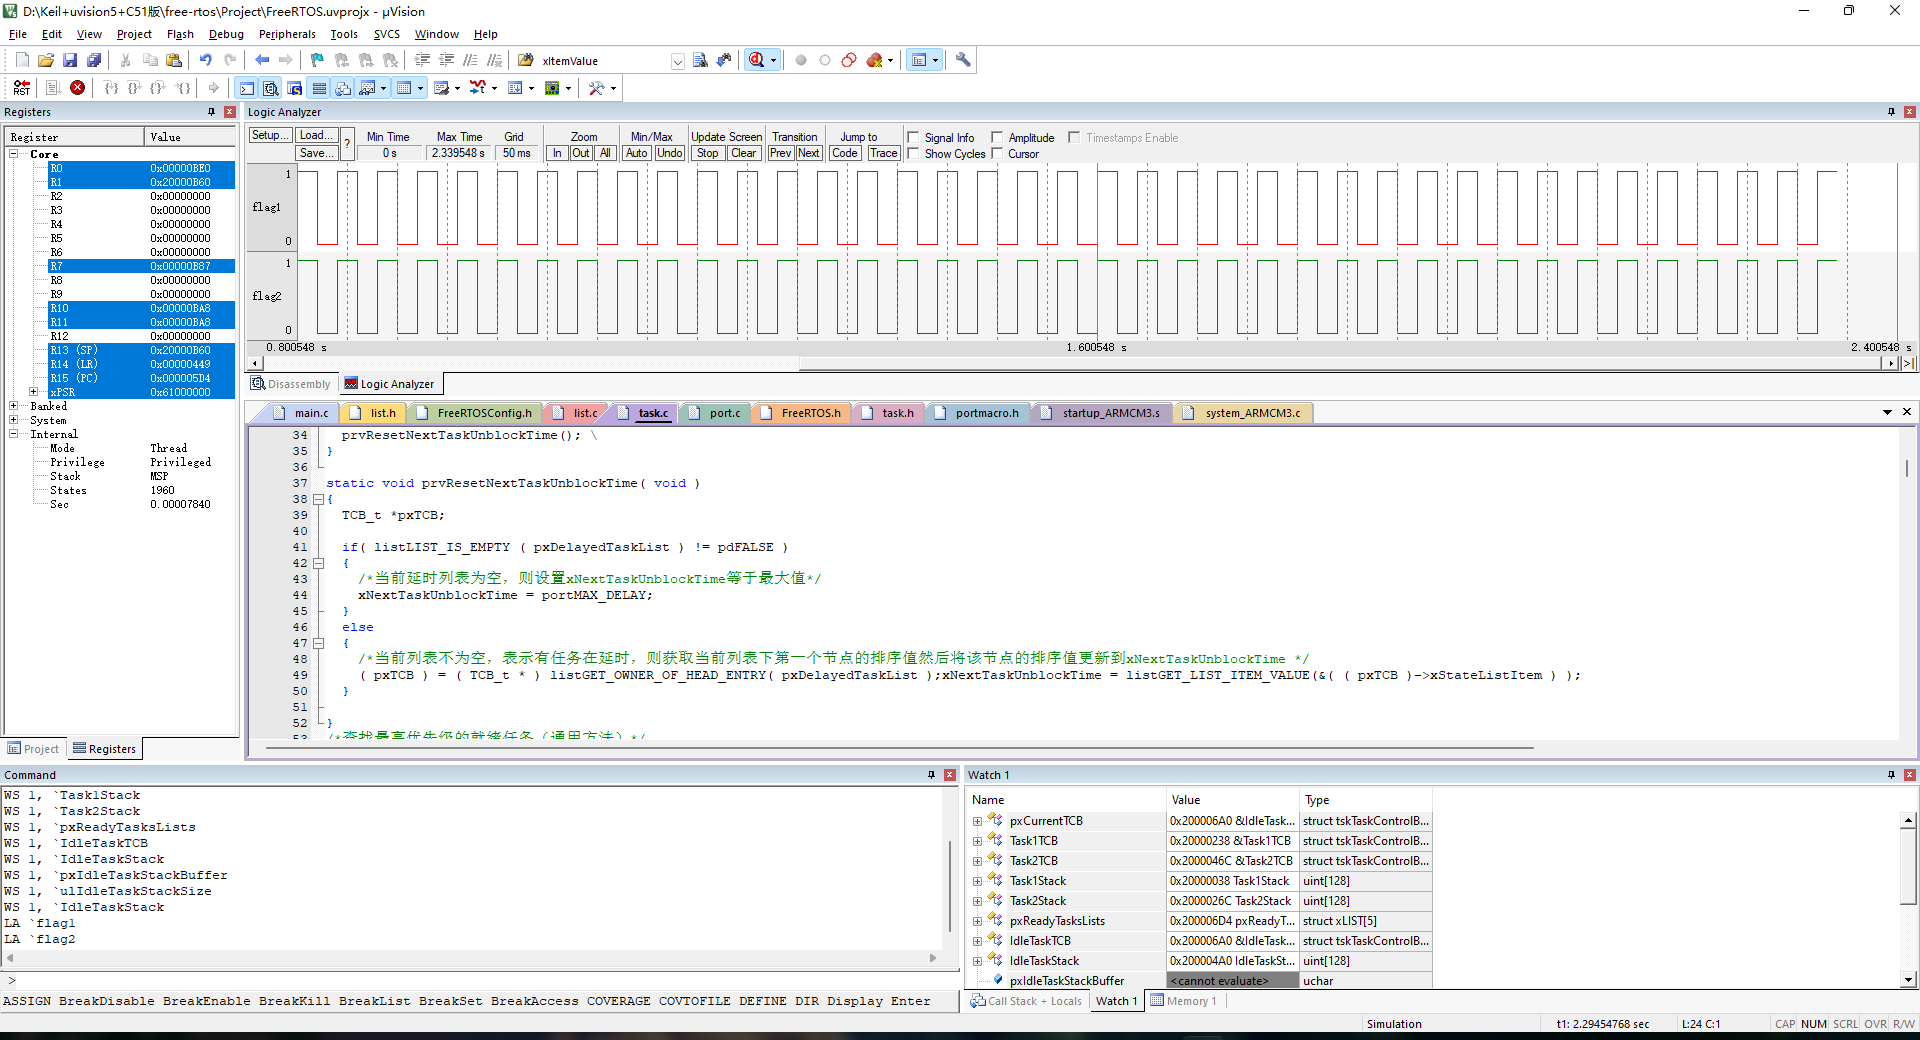 D:\Keil+uvision5+C51版\free-rtos\Project\FreeRTOS.uvprojx - µVision
File Edit View Project Flash Debug Peripherals Tools SVCS Window Help
xItemValue
Registers
Register Value
Core
R0 0x00000BE0
R1 0x20000B60
R2 0x00000000
R3 0x00000000
R4 0x00000000
R5 0x00000000
R6 0x00000000
R7 0x00000B87
R8 0x00000000
R9 0x00000000
R10 0x00000BA8
R11 0x00000BA8
R12 0x00000000
R13 (SP) 0x20000B60
R14 (LR) 0x00000449
R15 (PC) 0x000005D4
xPSR 0x61000000
Banked
System
Internal
Mode Thread
Privilege Privileged
Stack MSP
States 1960
Sec 0.00007840
Project Registers
Logic Analyzer
Setup... Load... ? Min Time Max Time Grid Zoom Min/Max Update Screen Transition Jump to Signal Info Amplitude Timestamps Enable
Save... 0 s 2.339548 s 50 ms In Out All Auto Undo Stop Clear Prev Next Code Trace Show Cycles Cursor
1
flag1
0
1
flag2
0
0.800548 s 1.600548 s 2.400548 s
Disassembly Logic Analyzer
main.c list.h FreeRTOSConfig.h list.c task.c port.c FreeRTOS.h task.h portmacro.h startup_ARMCM3.s system_ARMCM3.c
34 prvResetNextTaskUnblockTime(); \
35 }
36
37 static void prvResetNextTaskUnblockTime( void )
38 {
39 TCB_t *pxTCB;
40
41 if( listLIST_IS_EMPTY ( pxDelayedTaskList ) != pdFALSE )
42 {
43 /*当前延时列表为空，则设置xNextTaskUnblockTime等于最大值*/
44 xNextTaskUnblockTime = portMAX_DELAY;
45 }
46 else
47 {
48 /*当前列表不为空，表示有任务在延时，则获取当前列表下第一个节点的排序值然后将该节点的排序值更新到xNextTaskUnblockTime */
49 ( pxTCB ) = ( TCB_t * ) listGET_OWNER_OF_HEAD_ENTRY( pxDelayedTaskList );xNextTaskUnblockTime = listGET_LIST_ITEM_VALUE(&( ( pxTCB )->xStateListItem ) );
50 }
51
52 }
53 /*查找最高优先级的就绪任务（通用方法）*/
Command
WS 1, `Task1Stack
WS 1, `Task2Stack
WS 1, `pxReadyTasksLists
WS 1, `IdleTaskTCB
WS 1, `IdleTaskStack
WS 1, `pxIdleTaskStackBuffer
WS 1, `ulIdleTaskStackSize
WS 1, `IdleTaskStack
LA `flag1
LA `flag2
>
ASSIGN BreakDisable BreakEnable BreakKill BreakList BreakSet BreakAccess COVERAGE COVTOFILE DEFINE DIR Display Enter
Watch 1
Name Value Type
pxCurrentTCB 0x200006A0 &IdleTask... struct tskTaskControlB...
Task1TCB 0x20000238 &Task1TCB struct tskTaskControlB...
Task2TCB 0x2000046C &Task2TCB struct tskTaskControlB...
Task1Stack 0x20000038 Task1Stack uint[128]
Task2Stack 0x2000026C Task2Stack uint[128]
pxReadyTasksLists 0x200006D4 pxReadyT... struct xLIST[5]
IdleTaskTCB 0x200006A0 &IdleTask... struct tskTaskControlB...
IdleTaskStack 0x200004A0 IdleTaskSt... uint[128]
pxIdleTaskStackBuffer <cannot evaluate> uchar
Call Stack + Locals Watch 1 Memory 1
Simulation t1: 2.29454768 sec L:24 C:1 CAP NUM SCRL OVR R/W